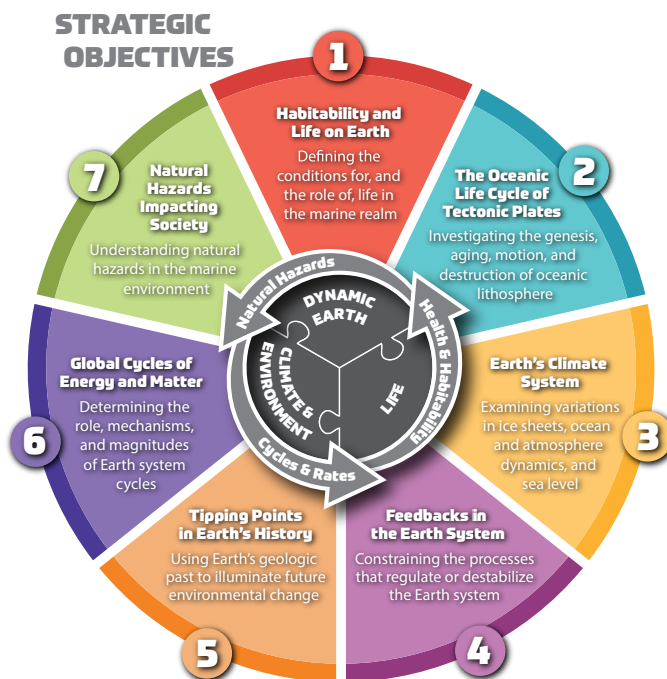 STRATEGIC
OBJECTIVES
1
Habitability and
Life on Earth
Defining the
conditions for, and
the role of, life in
the marine realm
2
The Oceanic
Life Cycle of
Tectonic Plates
Investigating the genesis,
aging, motion, and
destruction of oceanic
lithosphere
3
Earth's Climate
System
Examining variations
in ice sheets, ocean
and atmosphere
dynamics, and
sea level
4
Feedbacks in
the Earth System
Constraining the processes
that regulate or destabilize
the Earth system
5
Tipping Points
in Earth's History
Using Earth's geologic
past to illuminate future
environmental change
6
Global Cycles of
Energy and Matter
Determining the
role, mechanisms,
and magnitudes
of Earth system
cycles
7
Natural
Hazards
Impacting
Society
Understanding natural
hazards in the marine
environment
Natural Hazards
Health & Habitability
Cycles & Rates
DYNAMIC
EARTH
LIFE
CLIMATE &
ENVIRONMENT